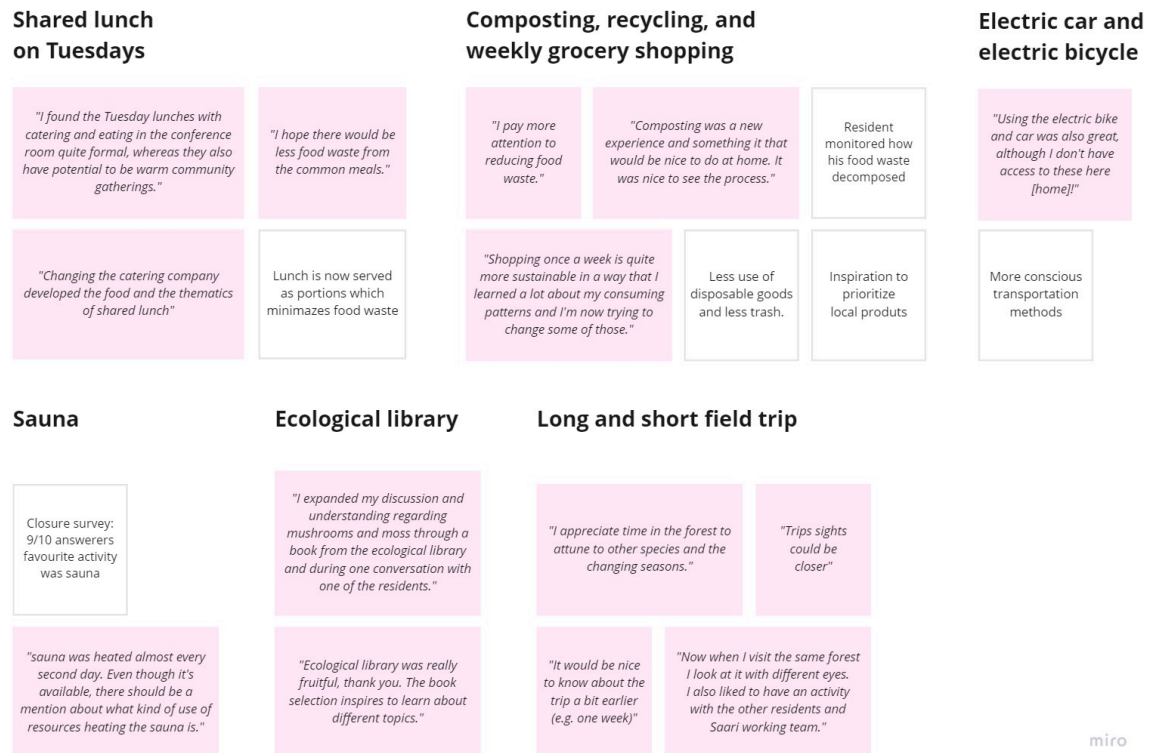 Shared lunch
on Tuesdays
"I found the Tuesday lunches with
catering and eating in the conference
room quite formal, whereas they also
have potential to be warm community
gatherings."
"I hope there would be
less food waste from
the common meals."
"Changing the catering company
developed the food and the thematics
of shared lunch"
Lunch is now served
as portions which
minimazes food waste
Composting, recycling, and
weekly grocery shopping
"I pay more
attention to
reducing food
waste."
"Composting was a new
experience and something it that
would be nice to do at home. It
was nice to see the process."
Resident
monitored how
his food waste
decomposed
"Shopping once a week is quite
more sustainable in a way that I
learned a lot about my consuming
patterns and I'm now trying to
change some of those."
Less use of
disposable goods
and less trash.
Inspiration to
prioritize
local produts
Electric car and
electric bicycle
"Using the electric bike
and car was also great,
although I don't have
access to these here
[home]!"
More conscious
transportation
methods
Sauna
Closure survey:
9/10 answerers
favourite activity
was sauna
"sauna was heated almost every
second day. Even though it's
available, there should be a
mention about what kind of use of
resources heating the sauna is."
Ecological library
"I expanded my discussion and
understanding regarding
mushrooms and moss through a
book from the ecological library
and during one conversation with
one of the residents."
"Ecological library was really
fruitful, thank you. The book
selection inspires to learn about
different topics."
Long and short field trip
"I appreciate time in the forest to
attune to other species and the
changing seasons."
"Trips sights
could be
closer"
"It would be nice
to know about the
trip a bit earlier
(e.g. one week)"
"Now when I visit the same forest
I look at it with different eyes.
I also liked to have an activity
with the other residents and
Saari working team."
miro